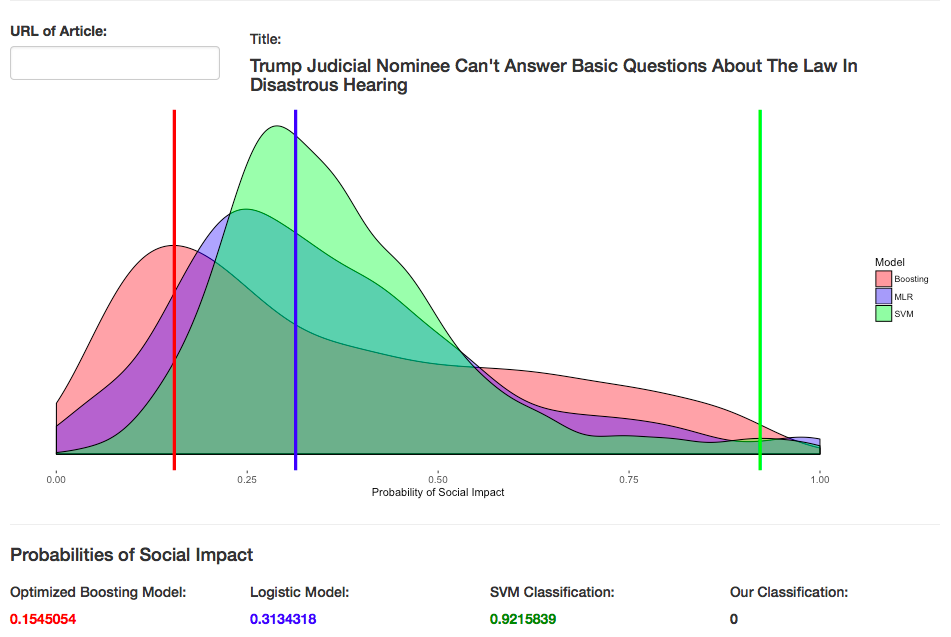 URL of Article:
Title:
Trump Judicial Nominee Can't Answer Basic Questions About The Law In
Disastrous Hearing
Model
Boosting
MLR
SVM
0.00 0.25 0.50 0.75 1.00
Probability of Social Impact
Probabilities of Social Impact
Optimized Boosting Model: Logistic Model: SVM Classification: Our Classification:
0.1545054 0.3134318 0.9215839 0